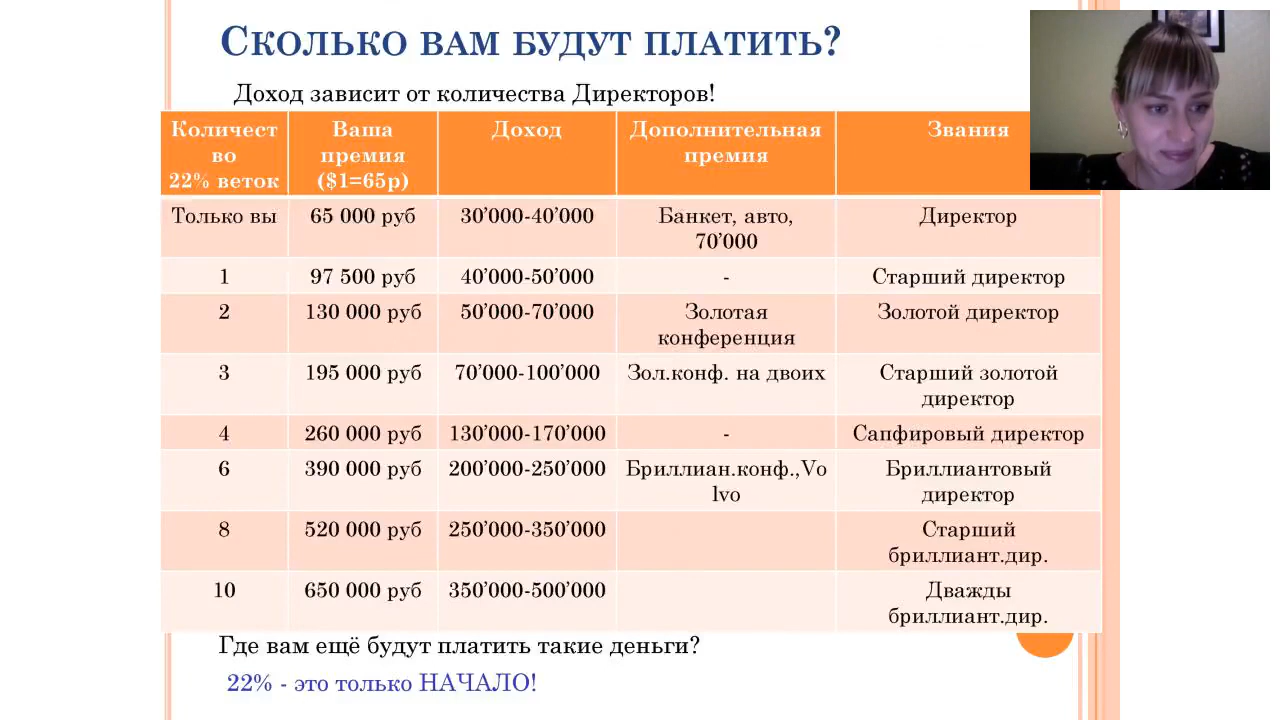 Сколько вам будут платить?
Доход зависит от количества Директоров!
Количест
во
22% веток
Ваша
премия
($1=65р)
Доход
Дополнительная
премия
Звания
Только вы
65 000 руб
30’000-40’000
Банкет, авто,
70’000
Директор
1
97 500 руб
40’000-50’000
-
Старший директор
2
130 000 руб
50’000-70’000
Золотая
конференция
Золотой директор
3
195 000 руб
70’000-100’000
Зол.конф. на двоих
Старший золотой
директор
4
260 000 руб
130’000-170’000
-
Сапфировый директор
6
390 000 руб
200’000-250’000
Бриллиан.конф.,Vo
lvo
Бриллиантовый
директор
8
520 000 руб
250’000-350’000
Старший
бриллиант.дир.
10
650 000 руб
350’000-500’000
Дважды
бриллиант.дир.
Где вам ещё будут платить такие деньги?
22% - это только НАЧАЛО!